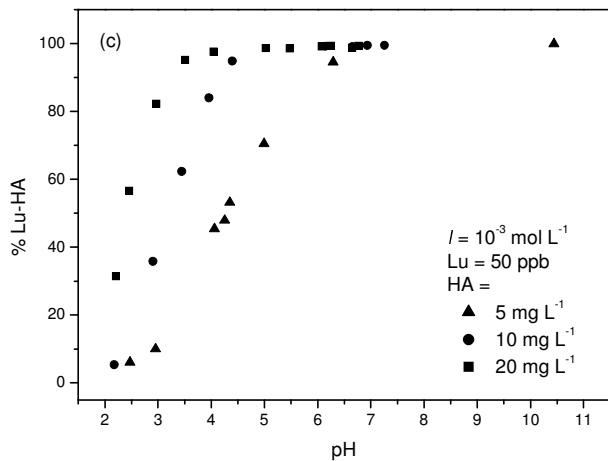 (c)
100
80
60
40
20
0
% Lu-HA
I = 10⁻³ mol L⁻¹
Lu = 50 ppb
HA =
5 mg L⁻¹
10 mg L⁻¹
20 mg L⁻¹
2 3 4 5 6 7 8 9 10 11
pH